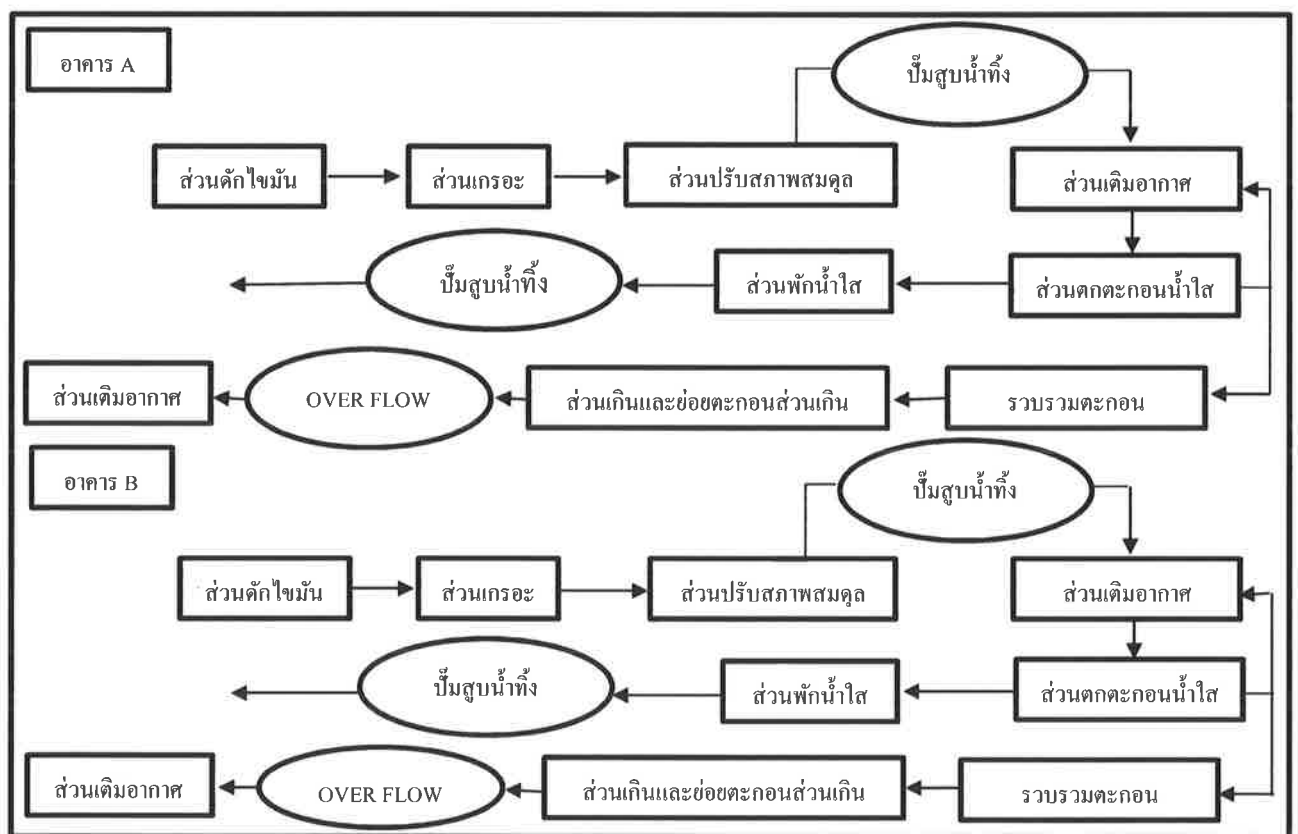 อาคาร A
ปั๊มสูบน้ำทิ้ง
ส่วนดักไขมัน
ส่วนเกรอะ
ส่วนปรับสภาพสมดุล
ส่วนเติมอากาศ
ปั๊มสูบน้ำทิ้ง
ส่วนพักน้ำใส
ส่วนตกตะกอนน้ำใส
ส่วนเติมอากาศ
OVER FLOW
ส่วนเกินและย่อยตะกอนส่วนเกิน
รวบรวมตะกอน
อาคาร B
ปั๊มสูบน้ำทิ้ง
ส่วนดักไขมัน
ส่วนเกรอะ
ส่วนปรับสภาพสมดุล
ส่วนเติมอากาศ
ปั๊มสูบน้ำทิ้ง
ส่วนพักน้ำใส
ส่วนตกตะกอนน้ำใส
ส่วนเติมอากาศ
OVER FLOW
ส่วนเกินและย่อยตะกอนส่วนเกิน
รวบรวมตะกอน